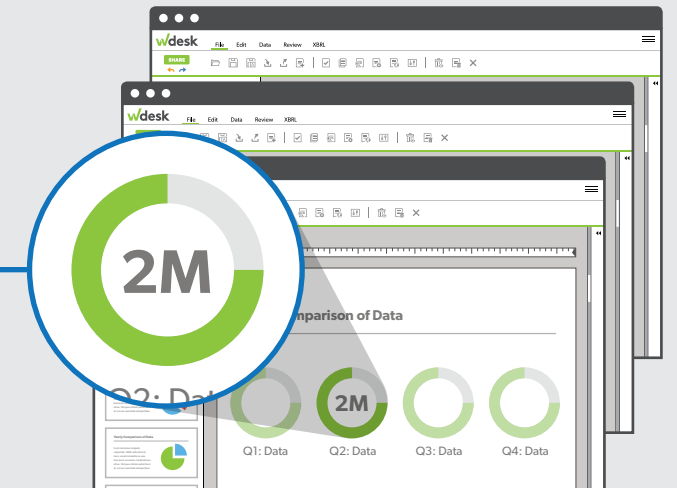 wdesk
File Edit Data Review XBRL
SHARE
wdesk
File Edit Data Review XBRL
2M
mparison of Data
Q2: Dat
2M
Q1: Data Q2: Data Q3: Data Q4: Data
Yearly Comparison of Data